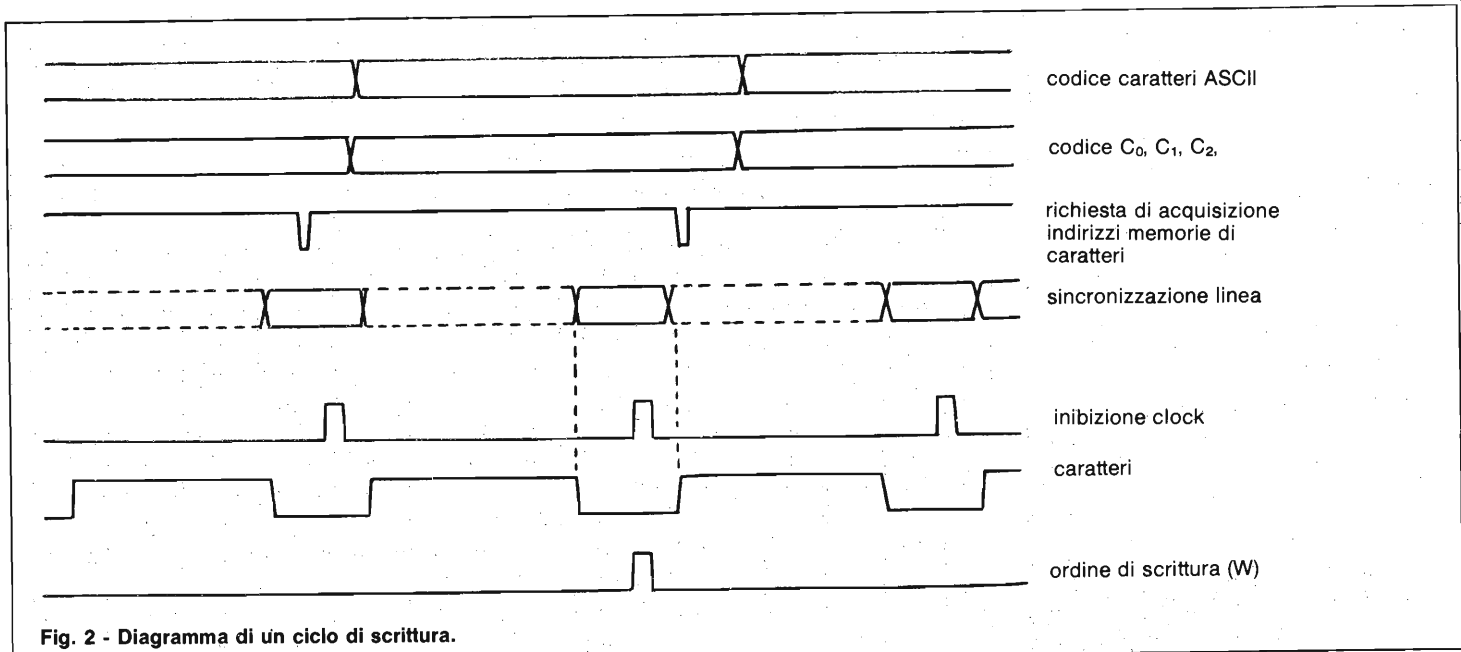 codice caratteri ASCII
codice C₀, C₁, C₂,
richiesta di acquisizione
indirizzi memorie di
caratteri
sincronizzazione linea
inibizione clock
caratteri
ordine di scrittura (W)
Fig. 2 - Diagramma di un ciclo di scrittura.